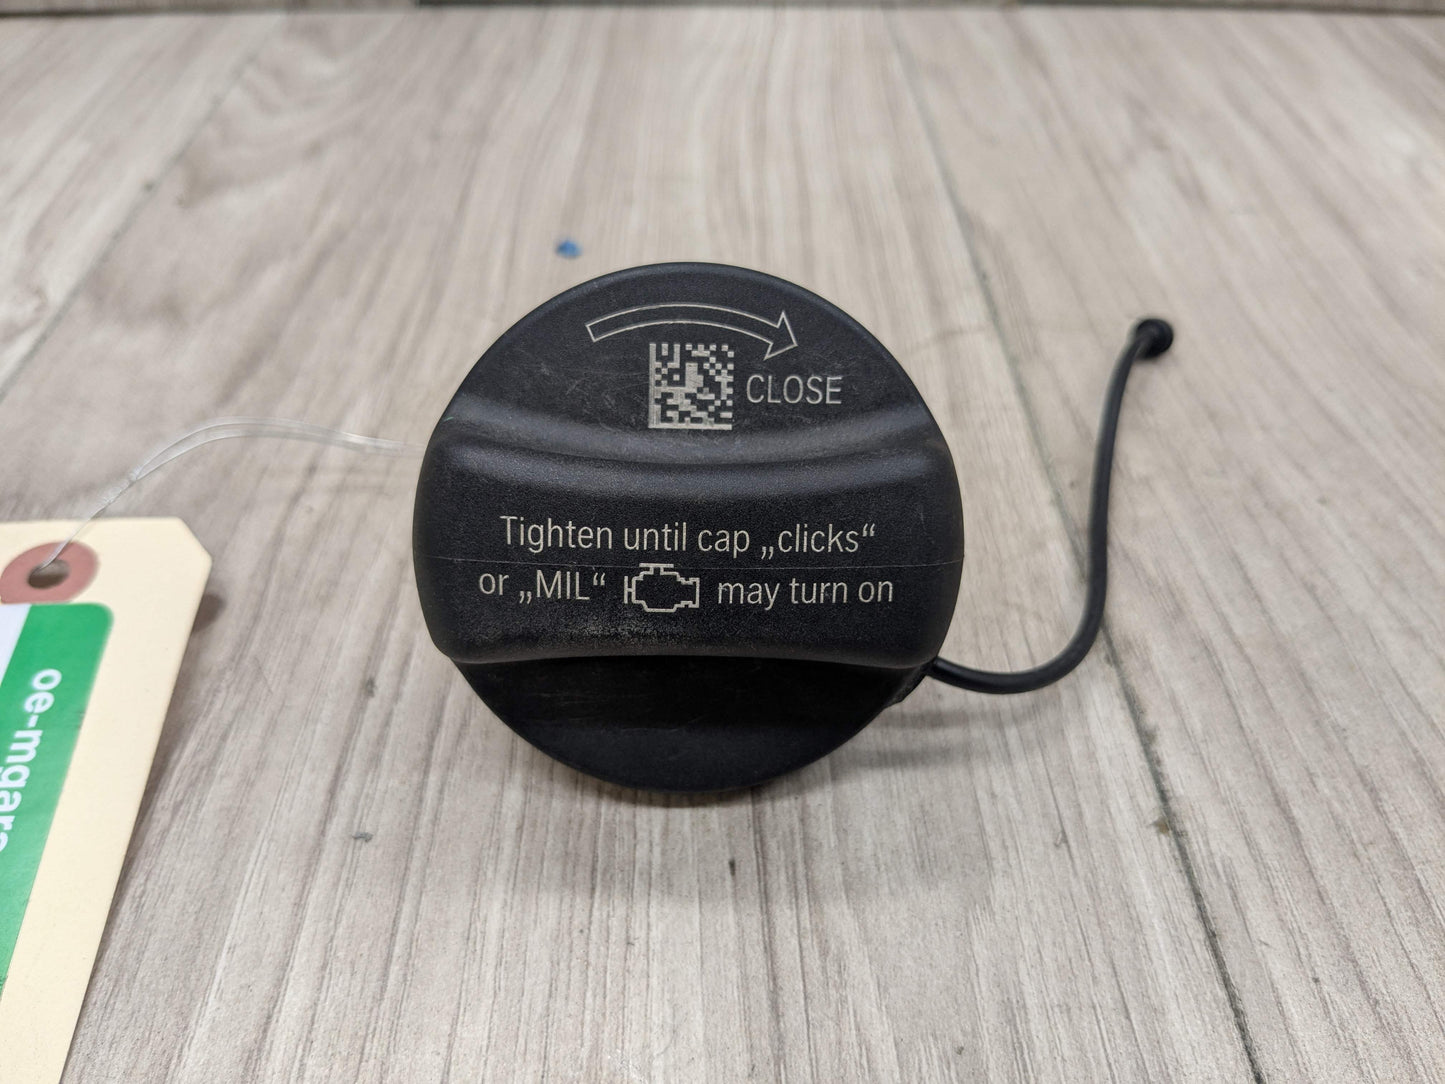 CLOSE
Tighten until cap „clicks“
or „MIL“ may turn on